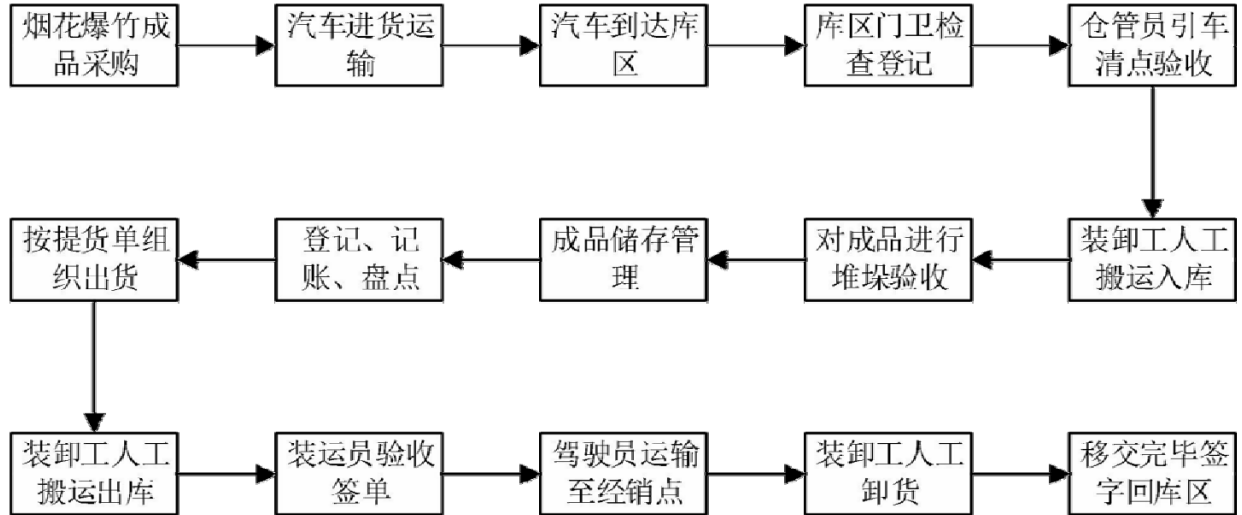 烟花爆竹成
品采购
汽车进货运
输
汽车到达库
区
库区门卫检
查登记
仓管员引车
清点验收
装卸工人工
搬运入库
对成品进行
堆垛验收
成品储存管
理
登记、记
账、盘点
按提货单组
织出货
装卸工人工
搬运出库
装运员验收
签单
驾驶员运输
至经销点
装卸工人工
卸货
移交完毕签
字回库区